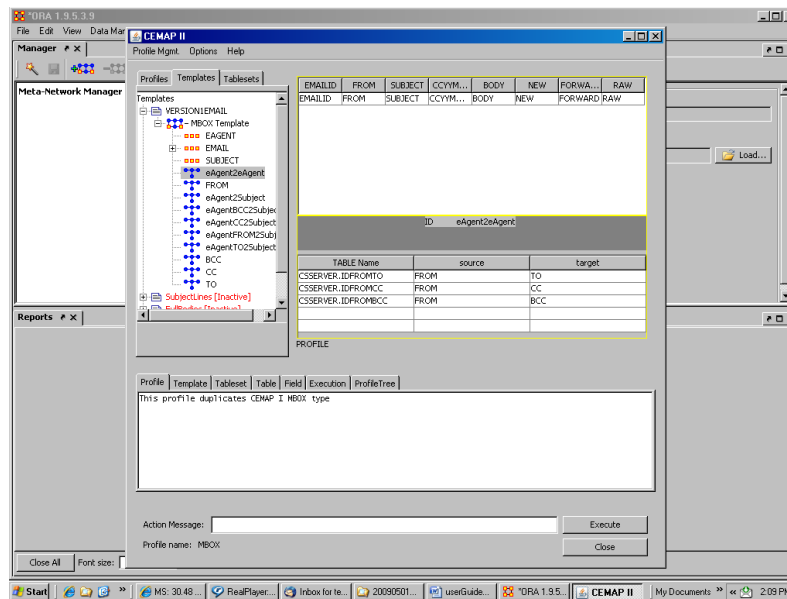 *ORA 1.9.5.3.9
File Edit View Data Mar
CEMAP II
Profile Mgmt. Options Help
Manager
Meta-Network Manager
Profiles Templates Tablesets
Templates
VERSION1EMAIL
MBOX Template
EAGENT
EMAIL
SUBJECT
eAgent2eAgent
FROM
eAgent2Subject
eAgentBCC2Subjec
eAgentCC2Subject
eAgentFROM2Subj
eAgentTO2Subject
BCC
CC
TO
SubjectLines [Inactive]
EMAILID FROM SUBJECT CCYYM... BODY NEW FORWA... RAW
EMAILID FROM SUBJECT CCYYM... BODY NEW FORWARD RAW
ID eAgent2eAgent
TABLE Name source target
CSSERVER.IDFROMTO FROM TO
CSSERVER.IDFROMCC FROM CC
CSSERVER.IDFROMBCC FROM BCC
PROFILE
Load...
Reports
Profile Template Tableset Table Field Execution ProfileTree
This profile duplicates CEMAP I MBOX type
Action Message:
Execute
Profile name: MBOX
Close
Close All Font size:
Start » MS: 30.48 ... RealPlayer... Inbox for te... 20090501... userGuide... *ORA 1.9.5... CEMAP II My Documents » « 2:09 PM